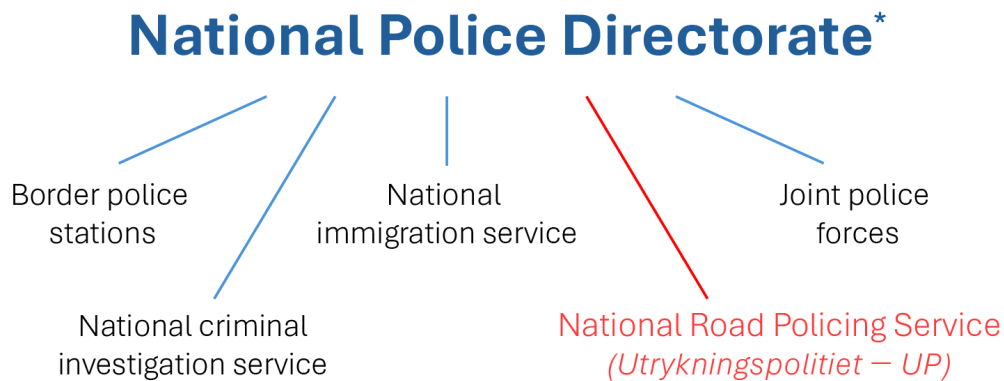 National Police Directorate*
Border police
stations
National
immigration service
Joint police
forces
National criminal
investigation service
National Road Policing Service
(Utrykningspolitiet — UP)